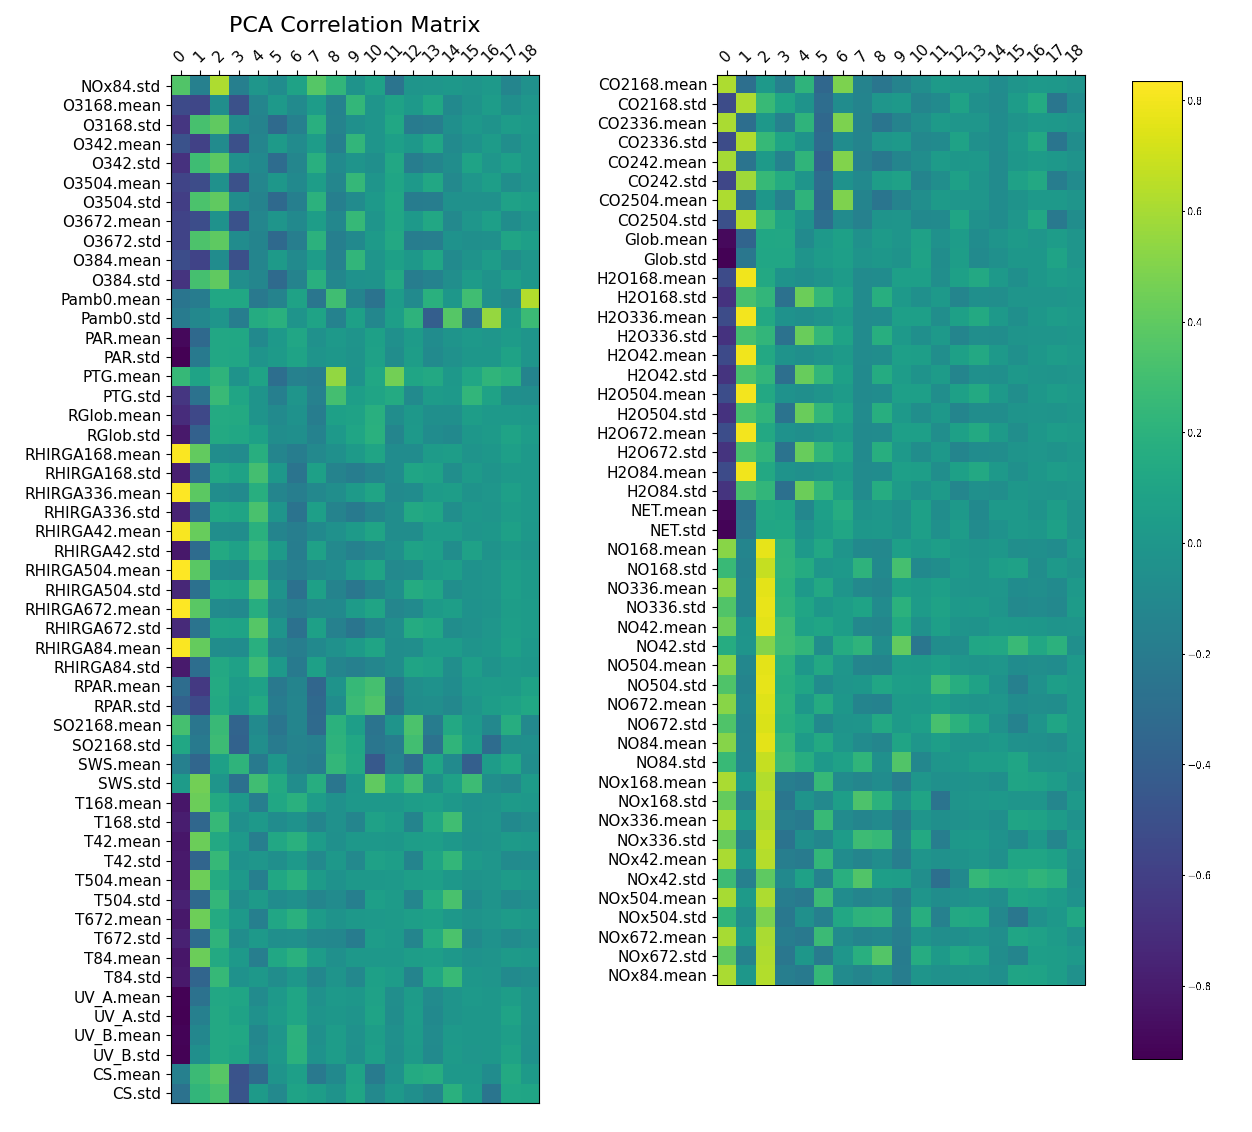 PCA Correlation Matrix
0 1 2 3 4 5 6 7 8 9 10 11 12 13 14 15 16 17 18
NOx84.std
O3168.mean
O3168.std
O342.mean
O342.std
O3504.mean
O3504.std
O3672.mean
O3672.std
O384.mean
O384.std
Pamb0.mean
Pamb0.std
PAR.mean
PAR.std
PTG.mean
PTG.std
RGlob.mean
RGlob.std
RHIRGA168.mean
RHIRGA168.std
RHIRGA336.mean
RHIRGA336.std
RHIRGA42.mean
RHIRGA42.std
RHIRGA504.mean
RHIRGA504.std
RHIRGA672.mean
RHIRGA672.std
RHIRGA84.mean
RHIRGA84.std
RPAR.mean
RPAR.std
SO2168.mean
SO2168.std
SWS.mean
SWS.std
T168.mean
T168.std
T42.mean
T42.std
T504.mean
T504.std
T672.mean
T672.std
T84.mean
T84.std
UV_A.mean
UV_A.std
UV_B.mean
UV_B.std
CS.mean
CS.std
0 1 2 3 4 5 6 7 8 9 10 11 12 13 14 15 16 17 18
CO2168.mean
CO2168.std
CO2336.mean
CO2336.std
CO242.mean
CO242.std
CO2504.mean
CO2504.std
Glob.mean
Glob.std
H2O168.mean
H2O168.std
H2O336.mean
H2O336.std
H2O42.mean
H2O42.std
H2O504.mean
H2O504.std
H2O672.mean
H2O672.std
H2O84.mean
H2O84.std
NET.mean
NET.std
NO168.mean
NO168.std
NO336.mean
NO336.std
NO42.mean
NO42.std
NO504.mean
NO504.std
NO672.mean
NO672.std
NO84.mean
NO84.std
NOx168.mean
NOx168.std
NOx336.mean
NOx336.std
NOx42.mean
NOx42.std
NOx504.mean
NOx504.std
NOx672.mean
NOx672.std
NOx84.mean
0.8
0.6
0.4
0.2
0.0
−0.2
−0.4
−0.6
−0.8